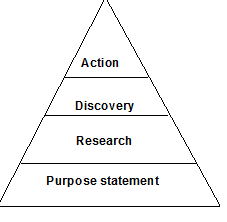 Action
Discovery
Research
Purpose statement